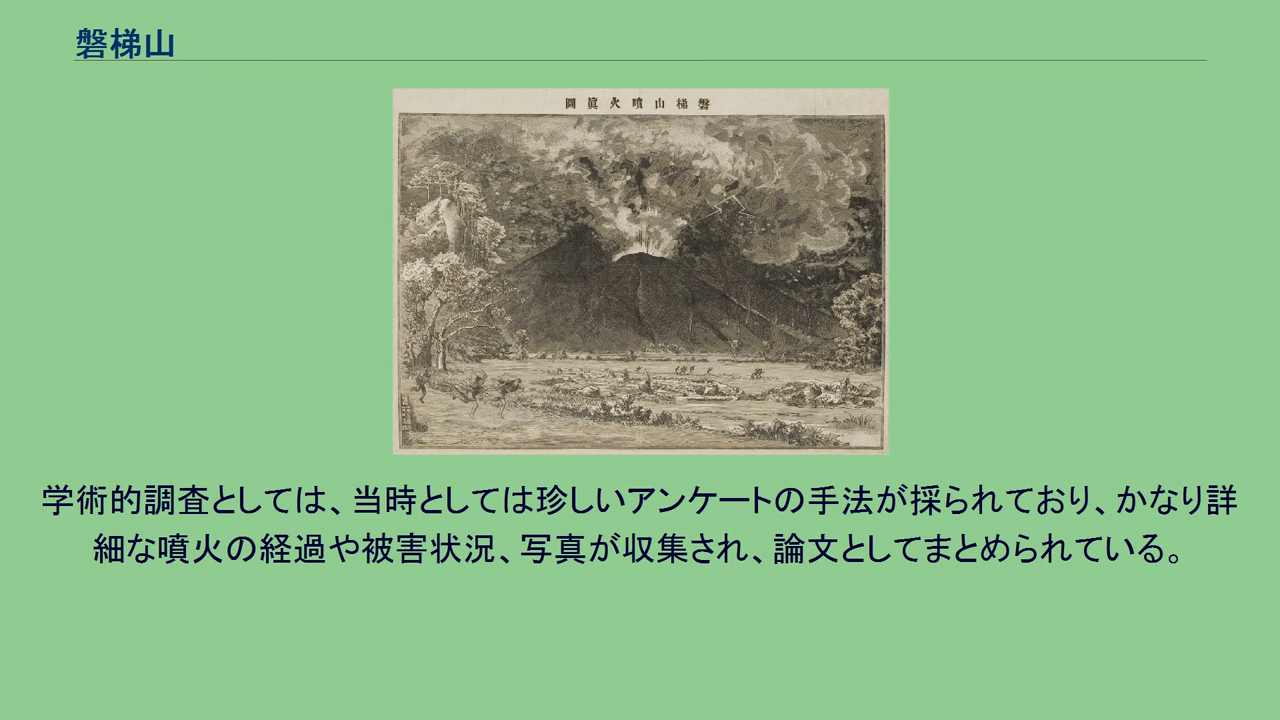 磐梯山
磐梯山噴火眞圖
学術的調査としては、当時としては珍しいアンケートの手法が採られており、かなり詳
細な噴火の経過や被害状況、写真が収集され、論文としてまとめられている。